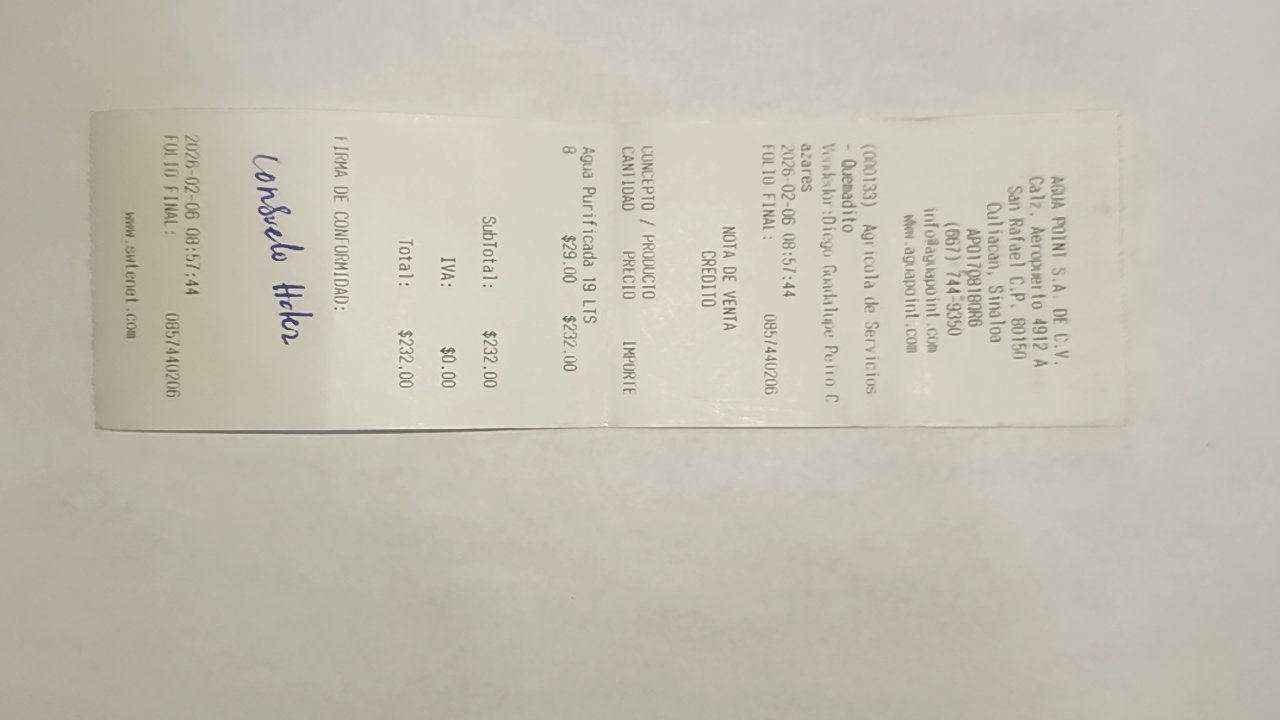 AGUA POINT S.A. DE C.V.
Calz. Aeropuerto 4912 A
San Rafael C.P. 80150
Culiacan, Sinaloa
APO170818QR6
(667) 744-9350
info@aguapoint.com
www.aguapoint.com
(000133) Agricola de Servicios
- Quemadito
Vendedor:Diego Guadalupe Peiro C
azares
2026-02-06 08:57:44
FOLIO FINAL: 0857440206
NOTA DE VENTA
CREDITO
CONCEPTO / PRODUCTO
CANTIDAD PRECIO IMPORTE
Agua Purificada 19 LTS
8 $29.00 $232.00
SubTotal: $232.00
IVA: $0.00
Total: $232.00
FIRMA DE CONFORMIDAD:
Consuelo
2026-02-06 08:57:44
FOLIO FINAL: 0857440206
www.swtenet.com